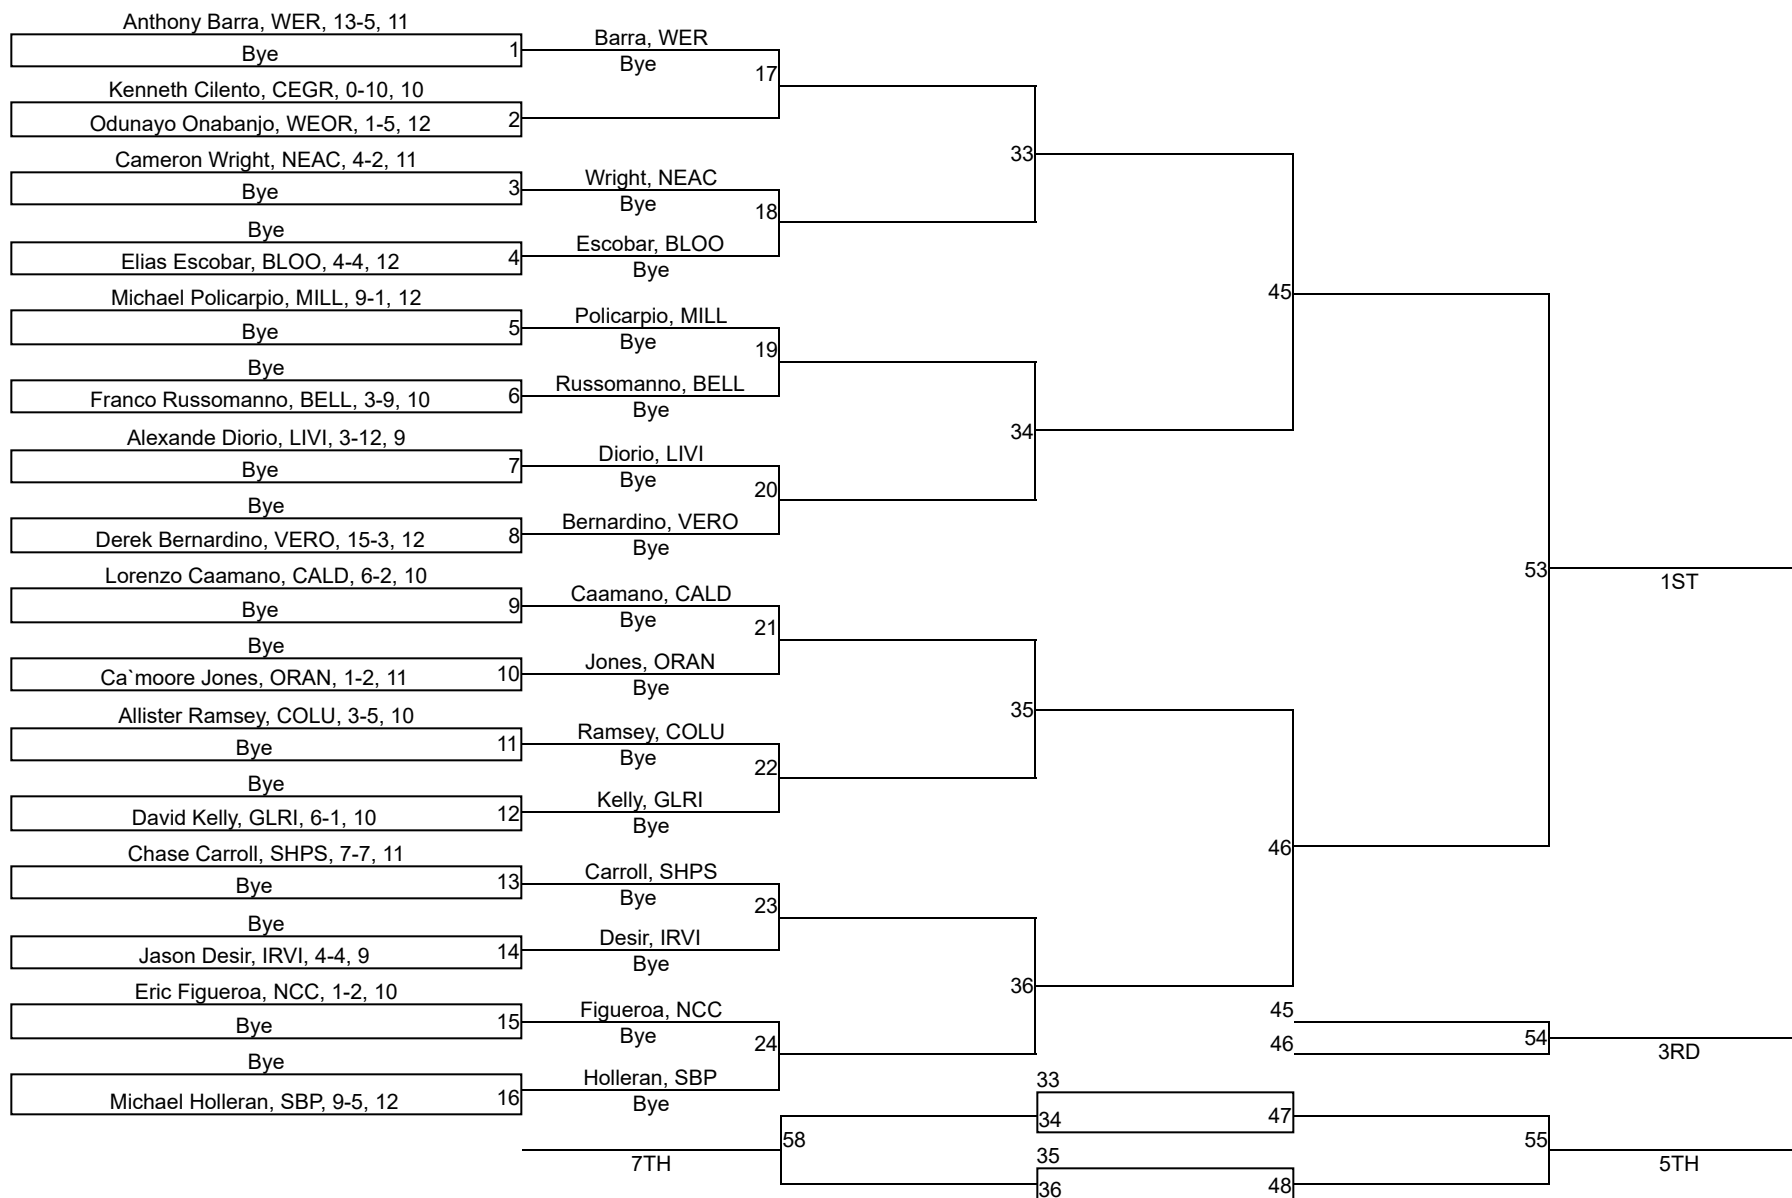 Anthony Barra, WER, 13-5, 11
Bye
1
Kenneth Cilento, CEGR, 0-10, 10
Odunayo Onabanjo, WEOR, 1-5, 12
2
Cameron Wright, NEAC, 4-2, 11
Bye
3
Bye
Elias Escobar, BLOO, 4-4, 12
4
Michael Policarpio, MILL, 9-1, 12
Bye
5
Bye
Franco Russomanno, BELL, 3-9, 10
6
Alexande Diorio, LIVI, 3-12, 9
Bye
7
Bye
Derek Bernardino, VERO, 15-3, 12
8
Lorenzo Caamano, CALD, 6-2, 10
Bye
9
Bye
Ca`moore Jones, ORAN, 1-2, 11
10
Allister Ramsey, COLU, 3-5, 10
Bye
11
Bye
David Kelly, GLRI, 6-1, 10
12
Chase Carroll, SHPS, 7-7, 11
Bye
13
Bye
Jason Desir, IRVI, 4-4, 9
14
Eric Figueroa, NCC, 1-2, 10
Bye
15
Bye
Michael Holleran, SBP, 9-5, 12
16
Barra, WER
Bye
17
Wright, NEAC
Bye
18
Escobar, BLOO
Bye
Policarpio, MILL
Bye
19
Russomanno, BELL
Bye
Diorio, LIVI
Bye
20
Bernardino, VERO
Bye
Caamano, CALD
Bye
21
Jones, ORAN
Bye
Ramsey, COLU
Bye
22
Kelly, GLRI
Bye
Carroll, SHPS
Bye
23
Desir, IRVI
Bye
Figueroa, NCC
Bye
24
Holleran, SBP
Bye
33
34
35
36
45
46
53
1ST
45
46
54
3RD
33
34
47
35
36
48
55
5TH
58
7TH